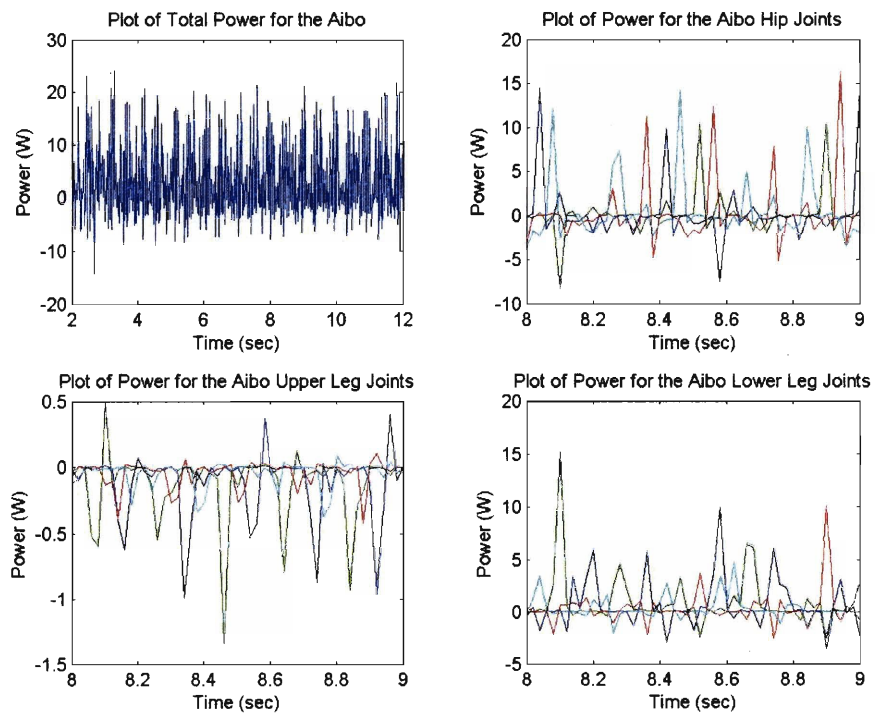 Plot of Total Power for the Aibo
30
20
10
0
-10
-20
Power (W)
2 4 6 8 10 12
Time (sec)
Plot of Power for the Aibo Hip Joints
20
15
10
5
0
-5
-10
Power (W)
8 8.2 8.4 8.6 8.8 9
Time (sec)
Plot of Power for the Aibo Upper Leg Joints
0.5
0
-0.5
-1
-1.5
Power (W)
8 8.2 8.4 8.6 8.8 9
Time (sec)
Plot of Power for the Aibo Lower Leg Joints
20
15
10
5
0
-5
Power (W)
8 8.2 8.4 8.6 8.8 9
Time (sec)